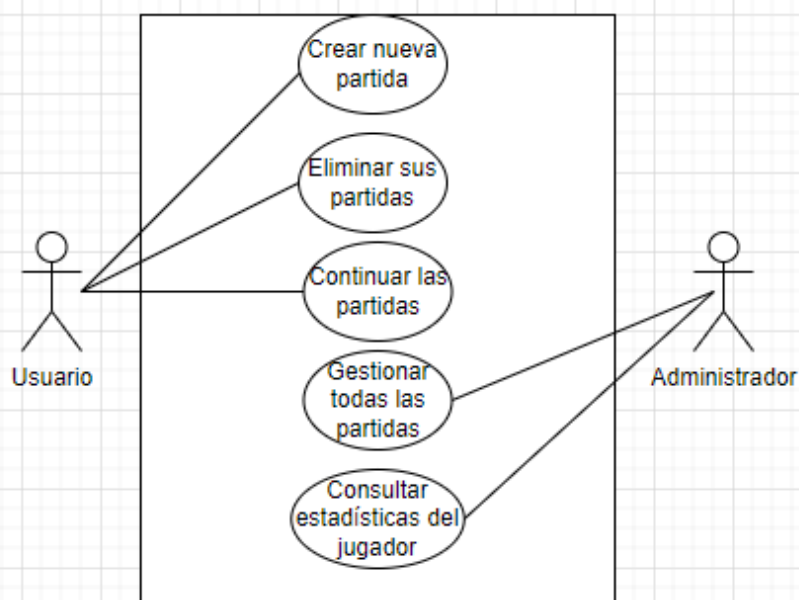 Crear nueva
partida
Eliminar sus
partidas
Continuar las
partidas
Gestionar
todas las
partidas
Consultar
estadísticas del
jugador
Usuario
Administrador